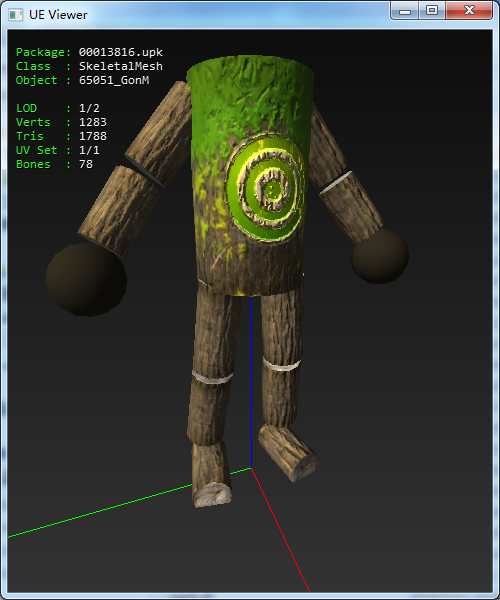 UE Viewer
Package: 00013816.upk
Class : SkeletalMesh
Object : 65051_GonM
LOD : 1/2
Verts : 1283
Tris : 1788
UV Set : 1/1
Bones : 78